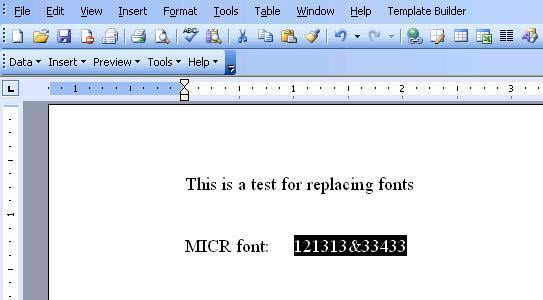 File Edit View Insert Format Tools Table Window Help Template Builder
Data Insert Preview Tools Help
L 1 1 2 3
This is a test for replacing fonts
1
MICR font: 121313&33433